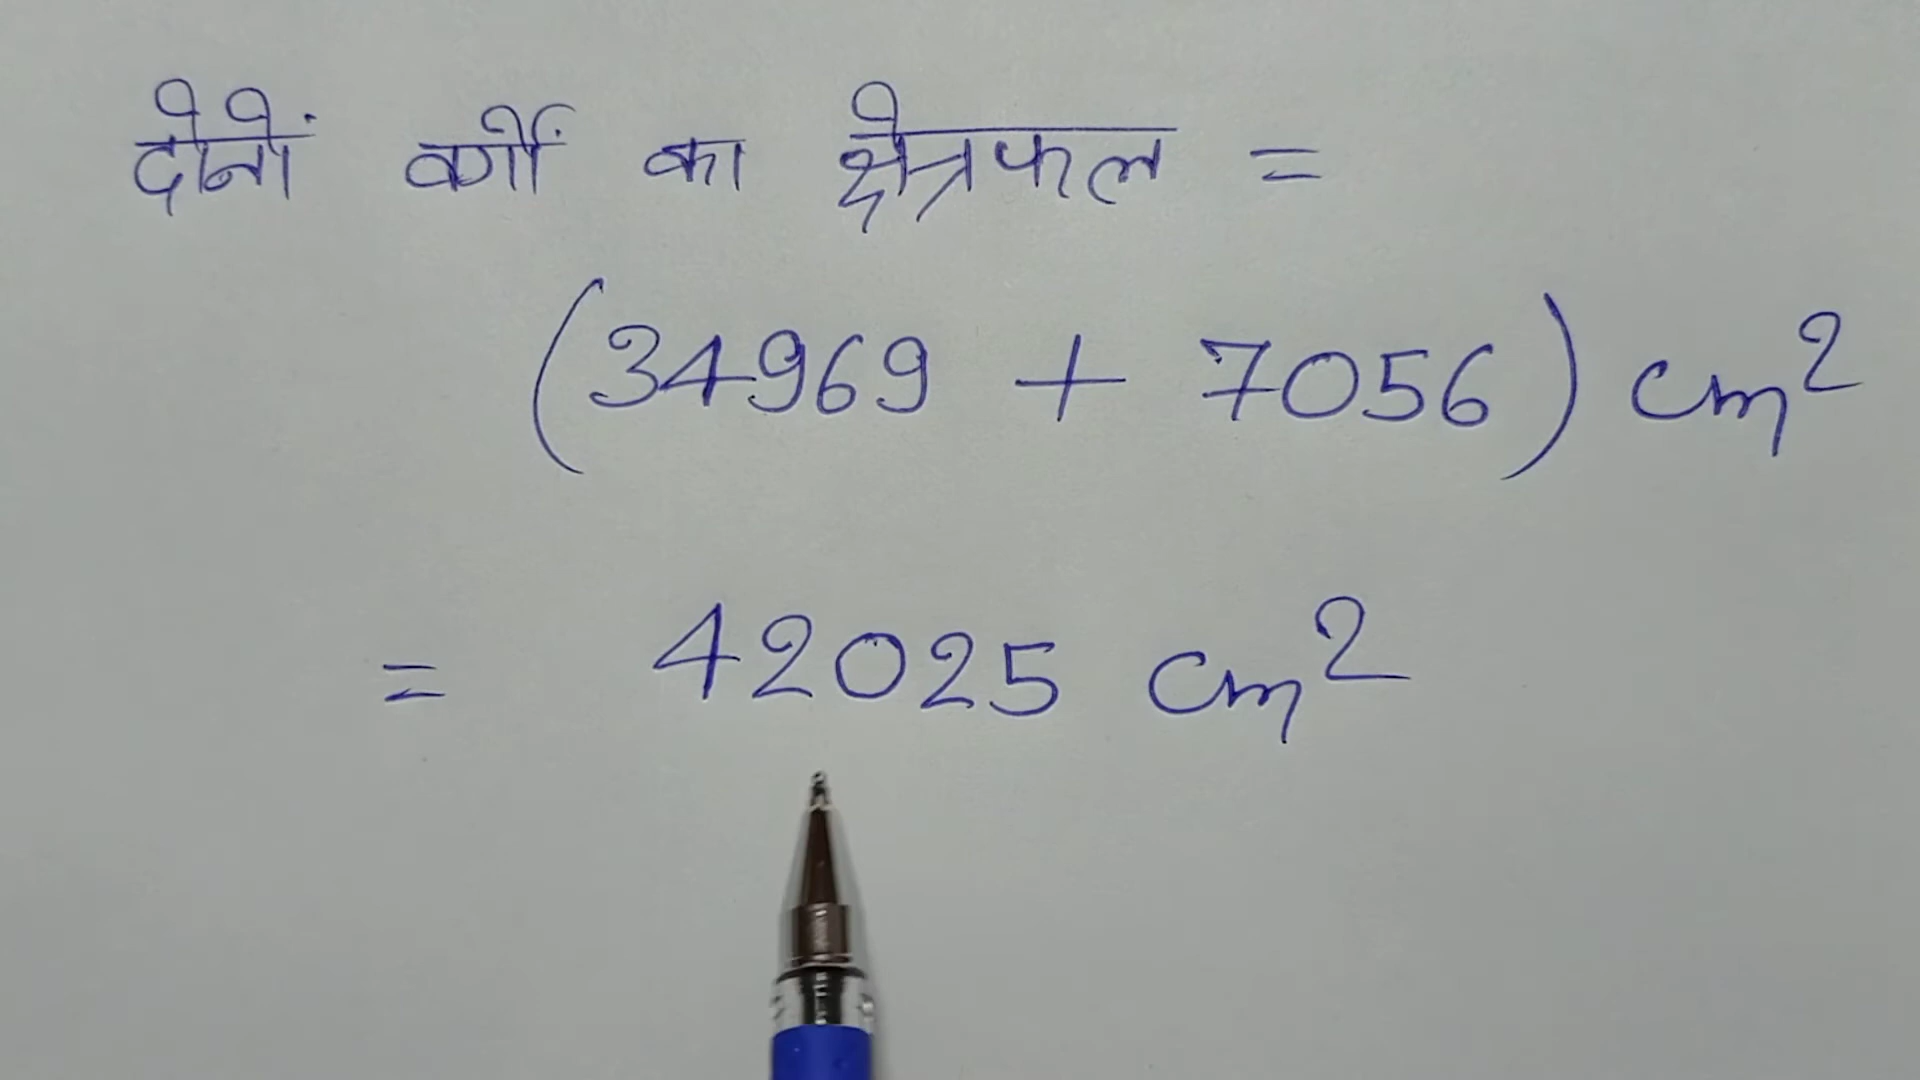 दोनों वर्गों का क्षेत्रफल =
(34969 + 7056) cm²
= 42025 cm²